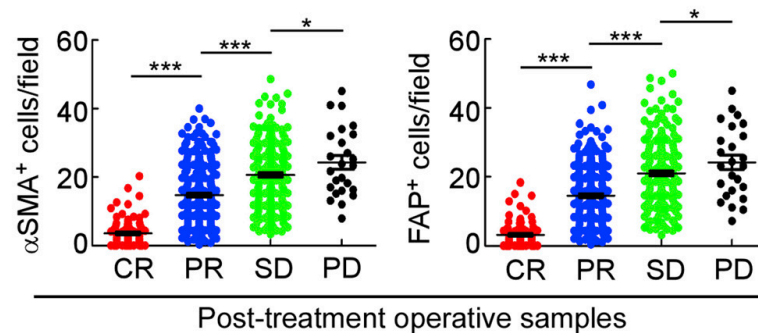 αSMA+ cells/field
60
40
20
0
*** *** *
CR PR SD PD
FAP+ cells/field
60
40
20
0
*** *** *
CR PR SD PD
Post-treatment operative samples